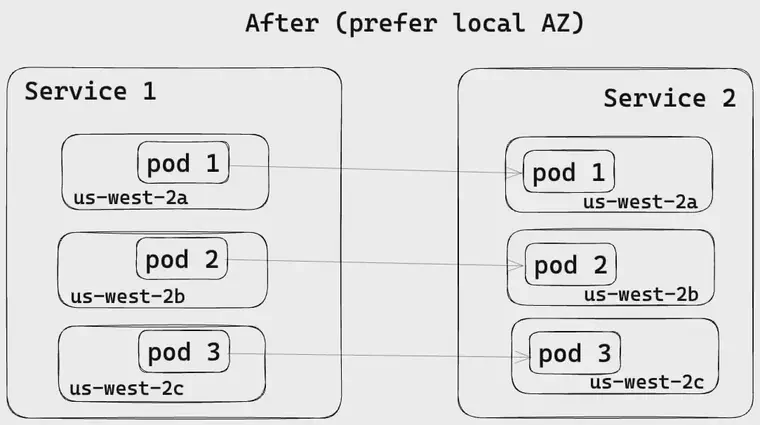 After (prefer local AZ)
Service 1
pod 1
us-west-2a
pod 2
us-west-2b
pod 3
us-west-2c
Service 2
pod 1
us-west-2a
pod 2
us-west-2b
pod 3
us-west-2c